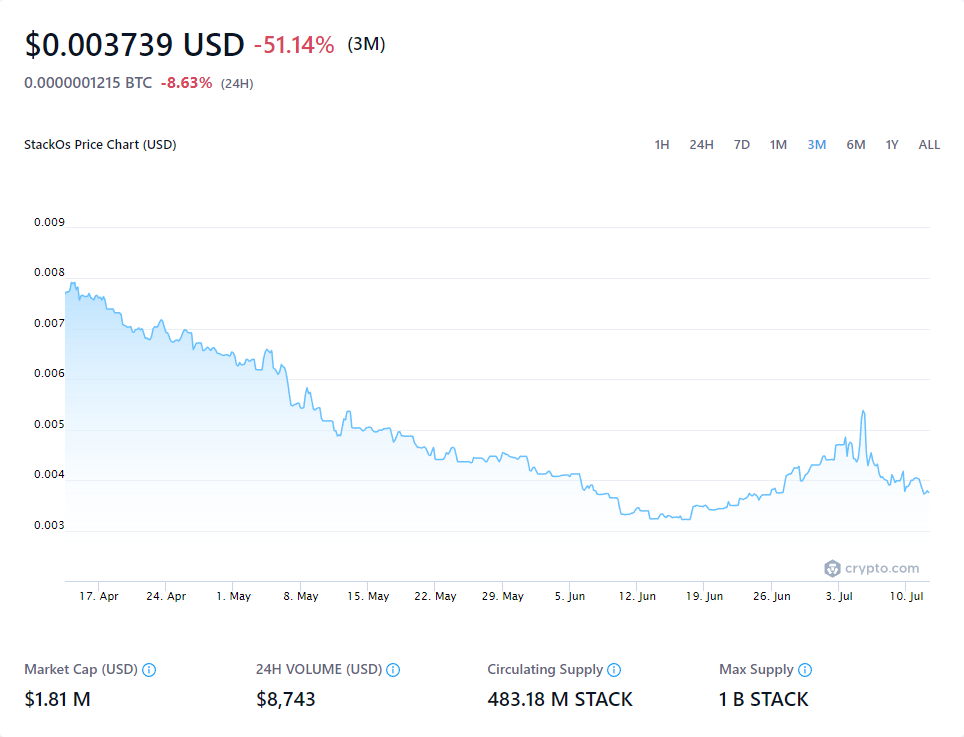 $0.003739 USD -51.14% (3M)
0.0000001215 BTC -8.63% (24H)
StackOs Price Chart (USD) 1H 24H 7D 1M 3M 6M 1Y ALL
0.009
0.008
0.007
0.006
0.005
0.004
0.003
crypto.com
17. Apr 24. Apr 1. May 8. May 15. May 22. May 29. May 5. Jun 12. Jun 19. Jun 26. Jun 3. Jul 10. Jul
Market Cap (USD) 24H VOLUME (USD) Circulating Supply Max Supply
$1.81 M $8,743 483.18 M STACK 1 B STACK